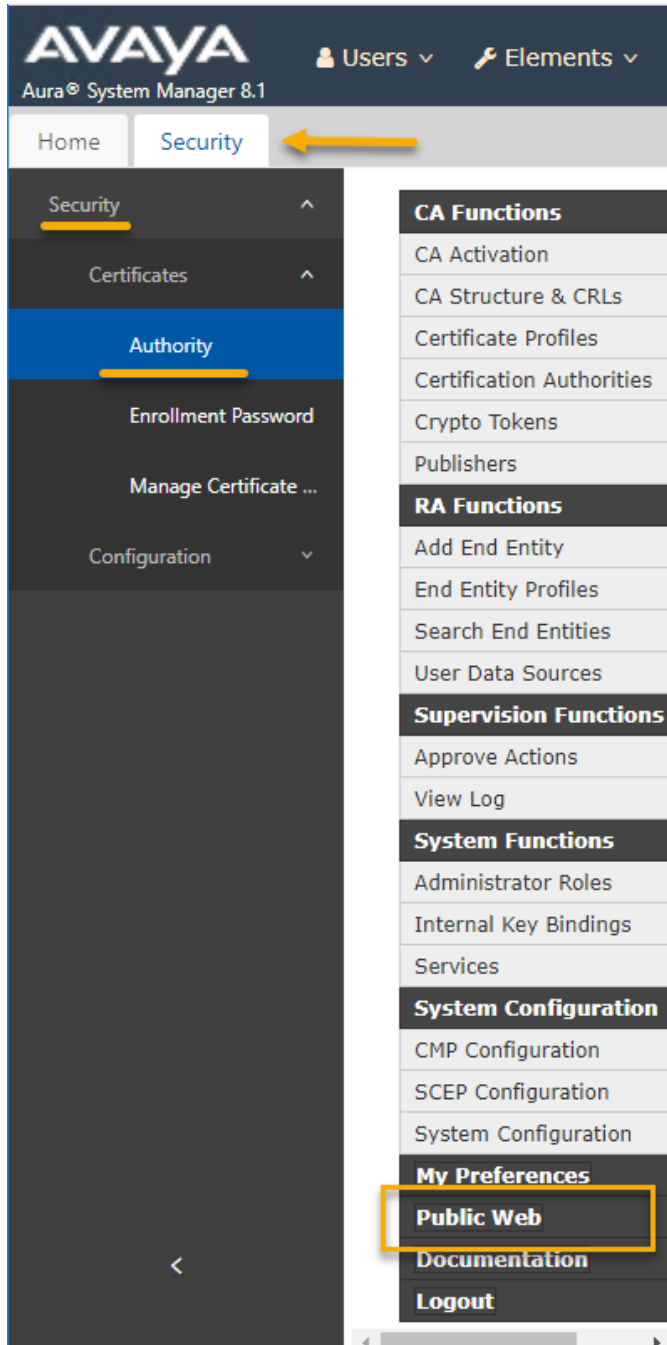 AVAYA
Aura® System Manager 8.1
Users
Elements
Home
Security
Security
Certificates
Authority
Enrollment Password
Manage Certificate ...
Configuration
CA Functions
CA Activation
CA Structure & CRLs
Certificate Profiles
Certification Authorities
Crypto Tokens
Publishers
RA Functions
Add End Entity
End Entity Profiles
Search End Entities
User Data Sources
Supervision Functions
Approve Actions
View Log
System Functions
Administrator Roles
Internal Key Bindings
Services
System Configuration
CMP Configuration
SCEP Configuration
System Configuration
My Preferences
Public Web
Documentation
Logout